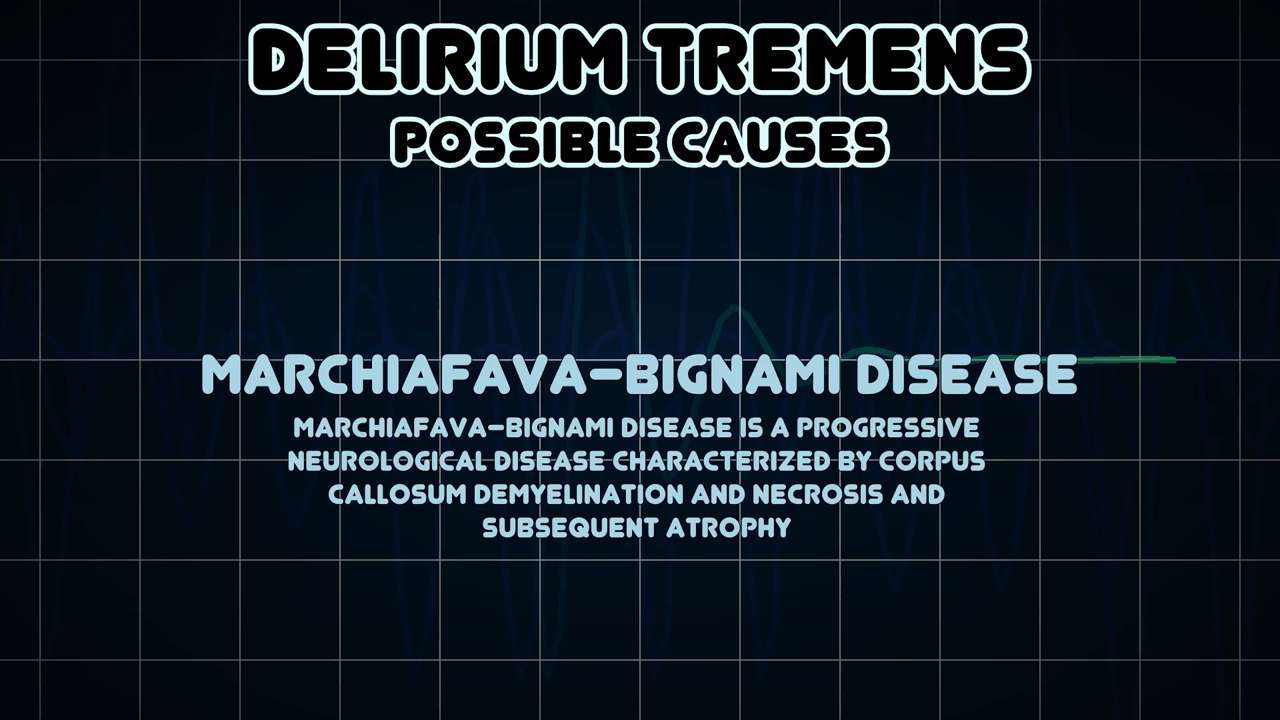 DELIRIUM TREMENS
POSSIBLE CAUSES
MARCHIAFAVA-BIGNAMI DISEASE
MARCHIAFAVA-BIGNAMI DISEASE IS A PROGRESSIVE
NEUROLOGICAL DISEASE CHARACTERIZED BY CORPUS
CALLOSUM DEMYELINATION AND NECROSIS AND
SUBSEQUENT ATROPHY